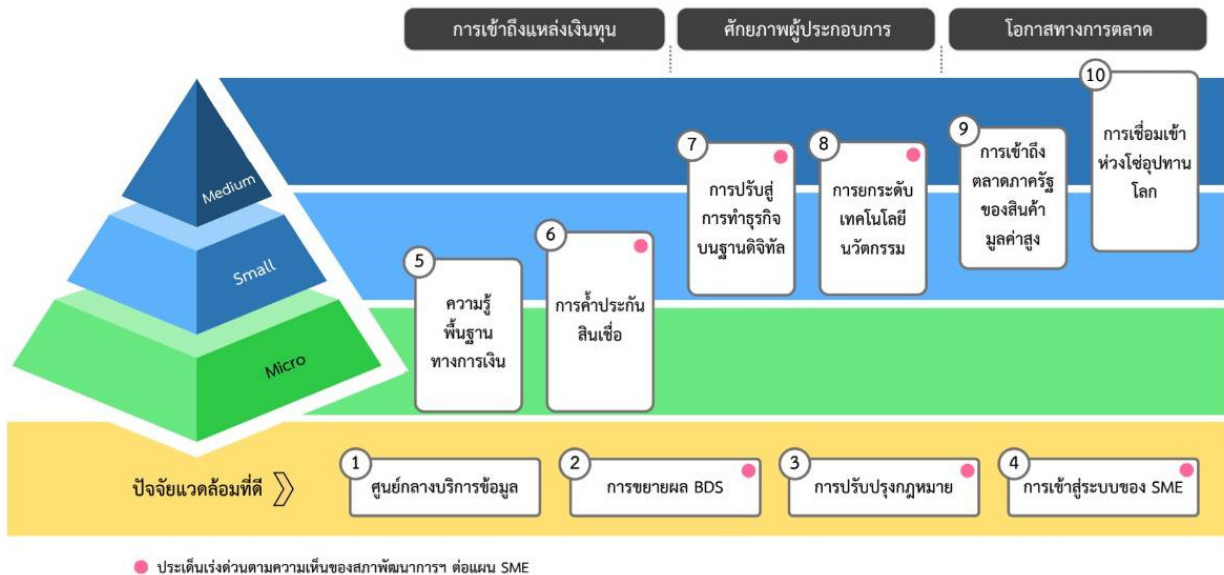 การเข้าถึงแหล่งเงินทุน
ศักยภาพผู้ประกอบการ
โอกาสทางการตลาด
Medium
Small
Micro
5
ความรู้
พื้นฐาน
ทางการเงิน
6
การค้ำประกัน
สินเชื่อ
7
การปรับสู่
การทำธุรกิจ
บนฐานดิจิทัล
8
การยกระดับ
เทคโนโลยี
นวัตกรรม
9
การเข้าถึง
ตลาดภาครัฐ
ของสินค้า
มูลค่าสูง
10
การเชื่อมเข้า
ห่วงโซ่อุปทาน
โลก
ปัจจัยแวดล้อมที่ดี
1
ศูนย์กลางบริการข้อมูล
2
การขยายผล BDS
3
การปรับปรุงกฎหมาย
4
การเข้าสู่ระบบของ SME
ประเด็นเร่งด่วนตามความเห็นของสภาพัฒนาการฯ ต่อแผน SME